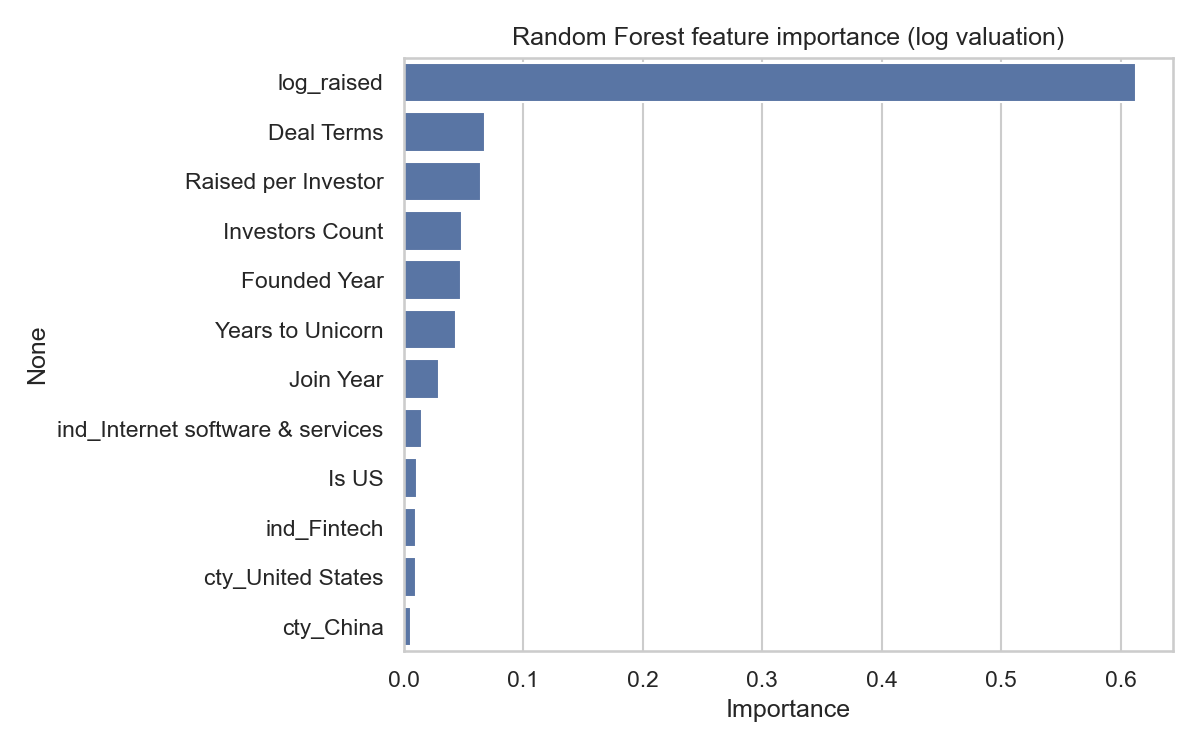 Random Forest feature importance (log valuation)
log_raised
Deal Terms
Raised per Investor
Investors Count
Founded Year
Years to Unicorn
Join Year
ind_Internet software & services
Is US
ind_Fintech
cty_United States
cty_China
None
0.0 0.1 0.2 0.3 0.4 0.5 0.6
Importance